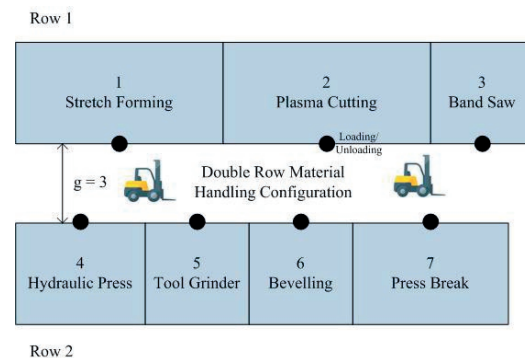 Row 1
1
Stretch Forming
2
Plasma Cutting
3
Band Saw
Loading/
Unloading
g = 3
Double Row Material
Handling Configuration
4
Hydraulic Press
5
Tool Grinder
6
Bevelling
7
Press Break
Row 2